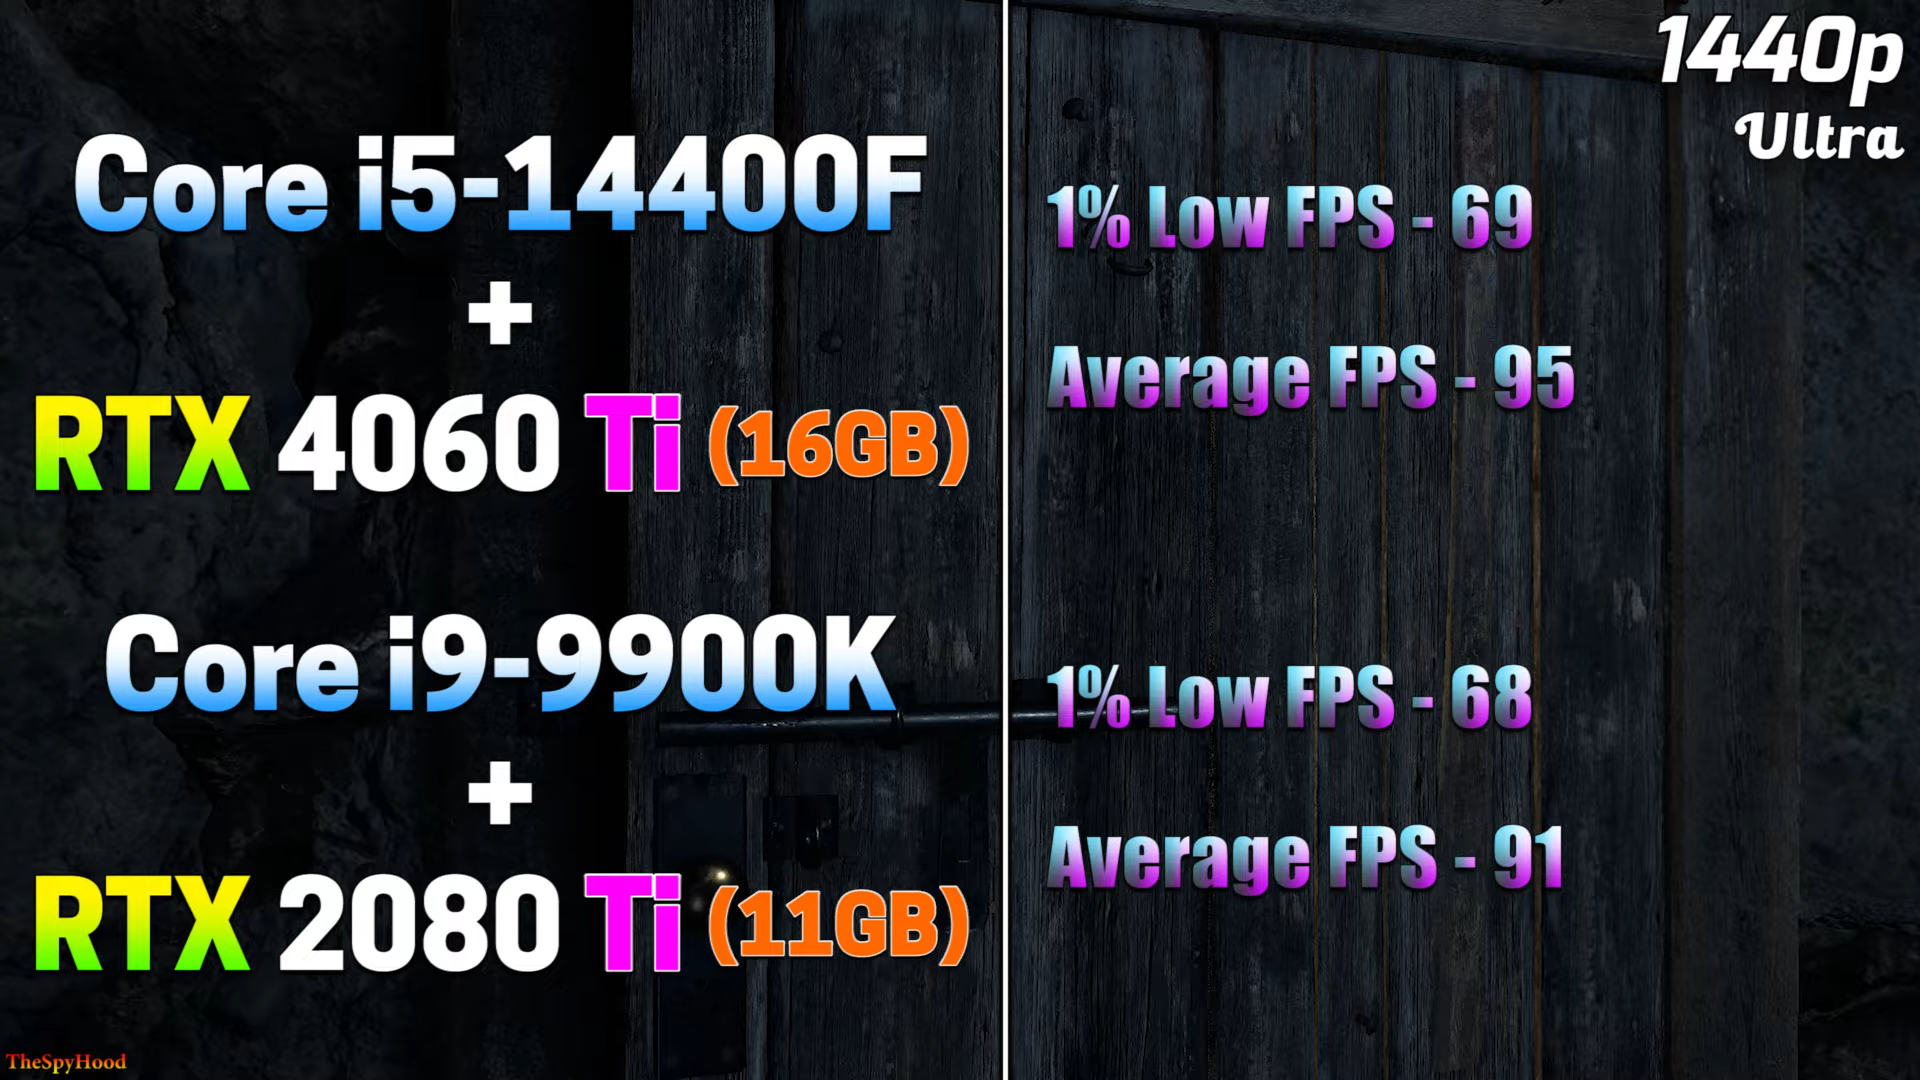 1440p
Ultra
Core i5-14400F
+
RTX 4060 Ti (16GB)
1% Low FPS - 69
Average FPS - 95
Core i9-9900K
+
RTX 2080 Ti (11GB)
1% Low FPS - 68
Average FPS - 91
TheSpyHood